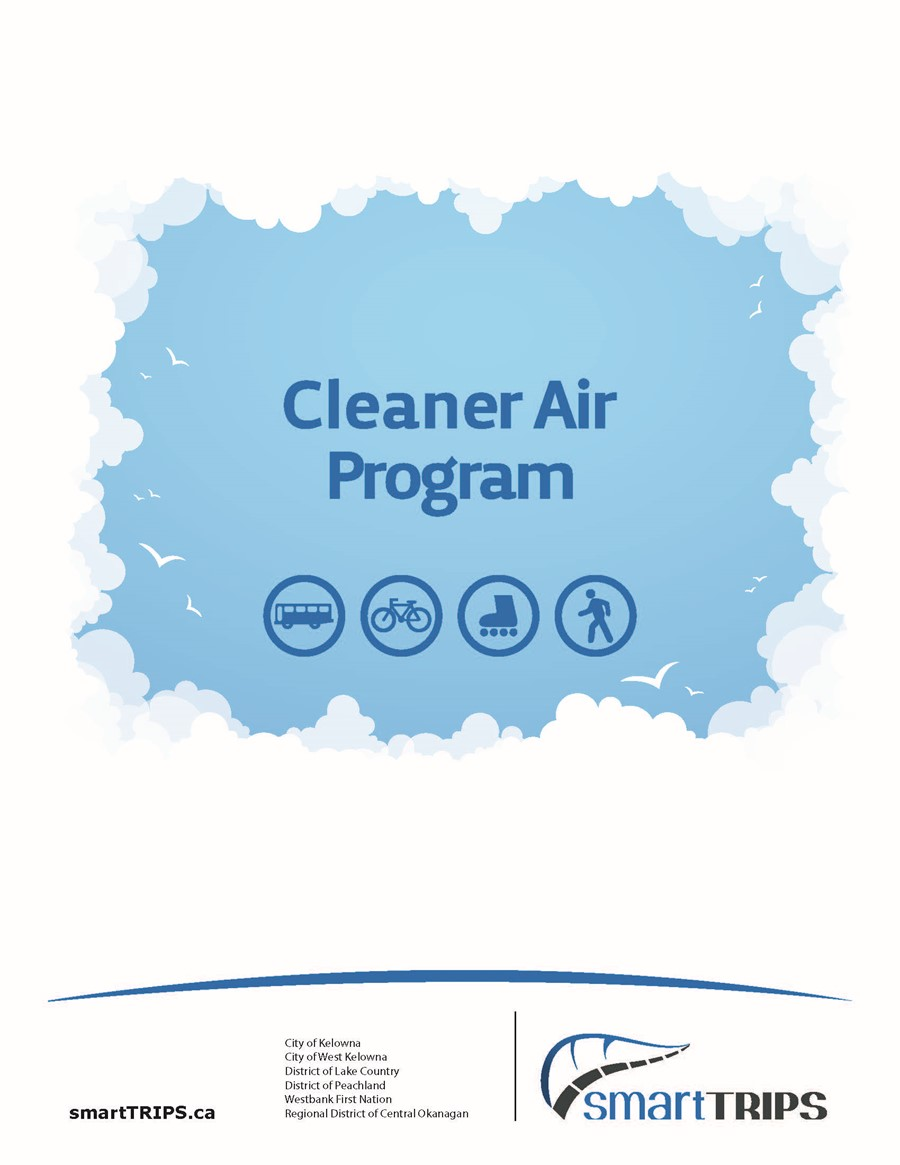 Cleaner Air
Program
City of Kelowna
City of West Kelowna
District of Lake Country
District of Peachland
Westbank First Nation
Regional District of Central Okanagan
smartTRIPS.ca
smartTRIPS